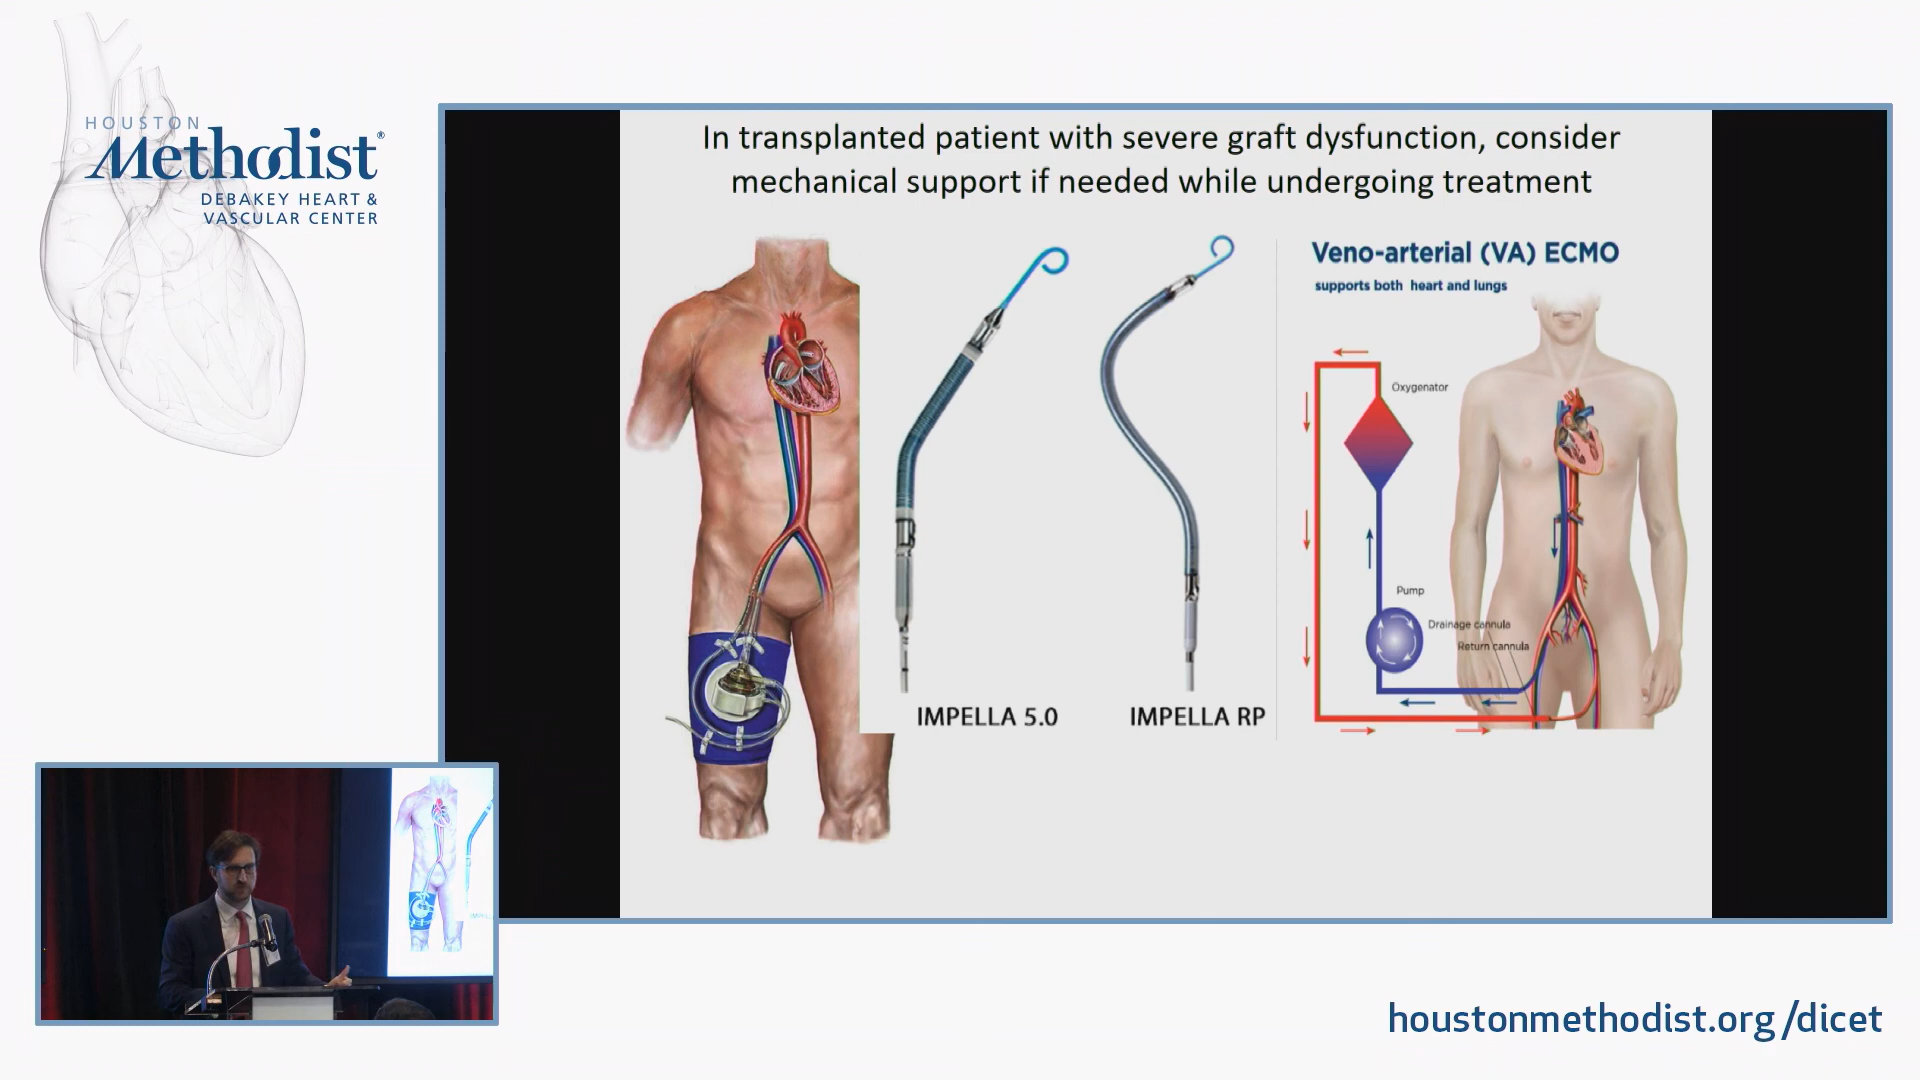 HOUSTON
Methodist®
DEBAKEY HEART &
VASCULAR CENTER
In transplanted patient with severe graft dysfunction, consider
mechanical support if needed while undergoing treatment
IMPELLA 5.0
IMPELLA RP
Veno-arterial (VA) ECMO
supports both heart and lungs
Oxygenator
Pump
Drainage cannula
Return cannula
houstonmethodist.org/dicet